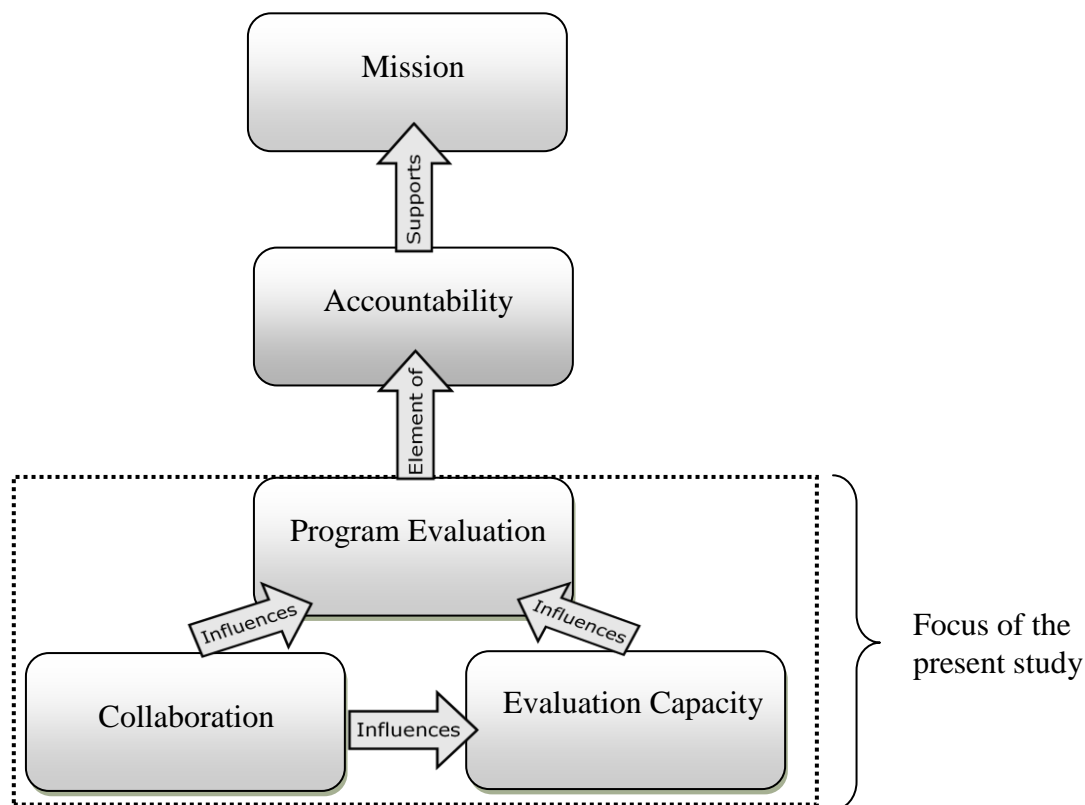 Mission
Supports
Accountability
Element of
Program Evaluation
Influences
Influences
Collaboration
Influences
Evaluation Capacity
Focus of the
present study